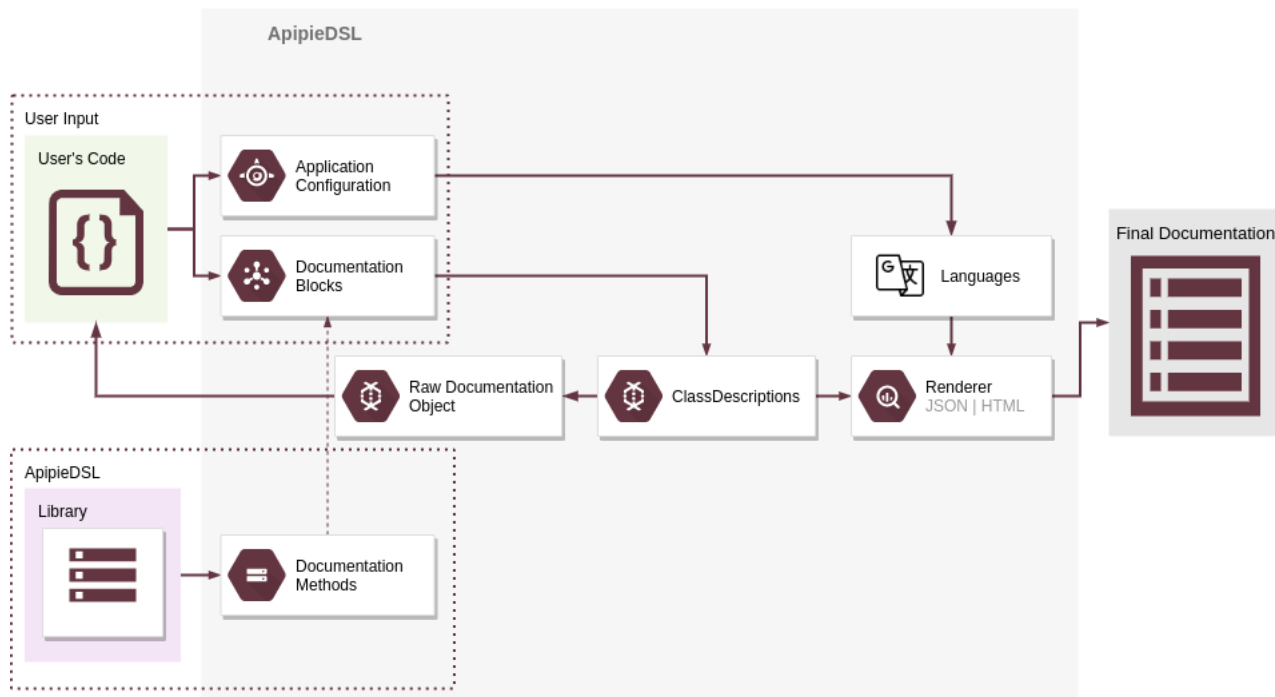 ApipieDSL
User Input
User's Code
Application
Configuration
Documentation
Blocks
G 文
Languages
Final Documentation
Raw Documentation
Object
ClassDescriptions
Renderer
JSON | HTML
ApipieDSL
Library
Documentation
Methods